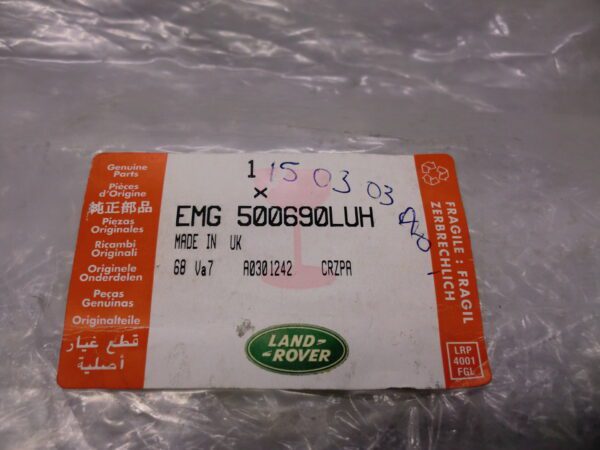 Genuine
Parts
Pièces
d'Origine
純正部品
Piezas
Originales
Ricambi
Originali
Originele
Onderdelen
Peças
Genuinas
Originalteile
قطع غيار
أصلية
1 15 03 03
x
EMG 500690LUH
MADE IN UK
68 Va7 A0301242 CRZPA
LAND-
-ROVER
FRAGILE : FRAGIL
ZERBRECHLICH
LRP
4001
FGL